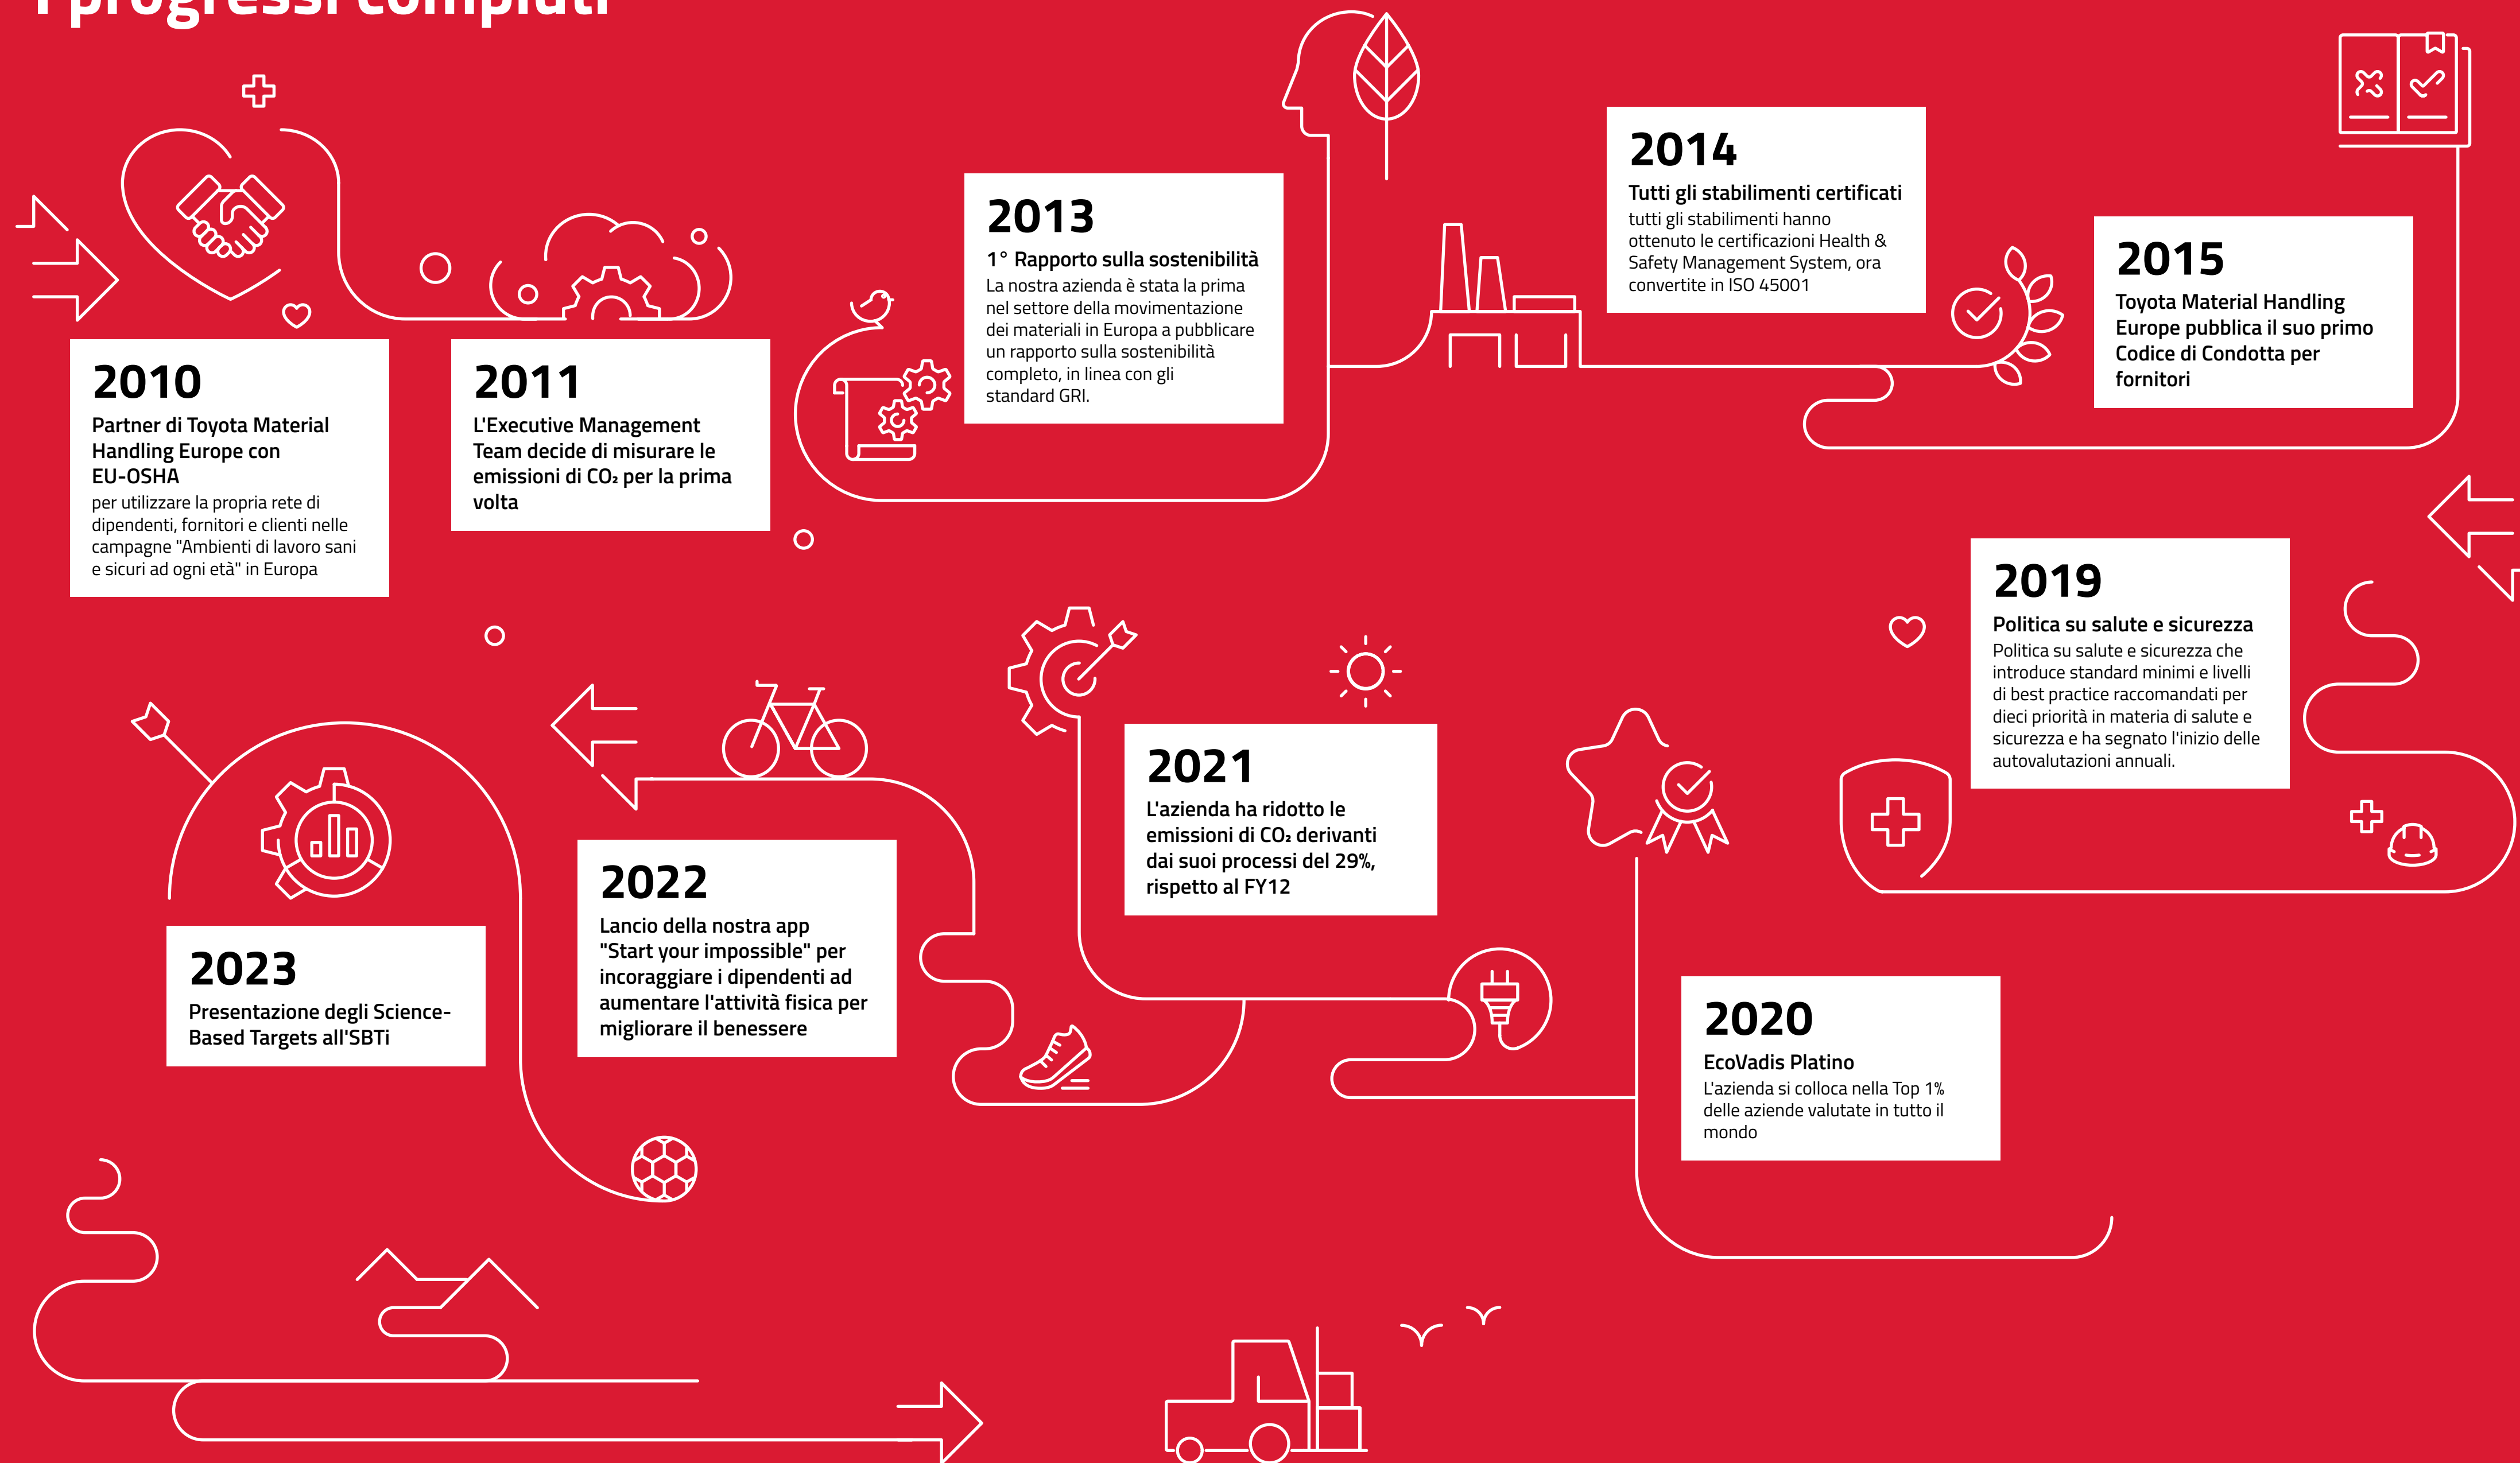 I progressi compiuti
2010
Partner di Toyota Material
Handling Europe con
EU-OSHA
per utilizzare la propria rete di
dipendenti, fornitori e clienti nelle
campagne "Ambienti di lavoro sani
e sicuri ad ogni età" in Europa
2011
L'Executive Management
Team decide di misurare le
emissioni di CO₂ per la prima
volta
2013
1° Rapporto sulla sostenibilità
La nostra azienda è stata la prima
nel settore della movimentazione
dei materiali in Europa a pubblicare
un rapporto sulla sostenibilità
completo, in linea con gli
standard GRI.
2014
Tutti gli stabilimenti certificati
tutti gli stabilimenti hanno
ottenuto le certificazioni Health &
Safety Management System, ora
convertite in ISO 45001
2015
Toyota Material Handling
Europe pubblica il suo primo
Codice di Condotta per
fornitori
2019
Politica su salute e sicurezza
Politica su salute e sicurezza che
introduce standard minimi e livelli
di best practice raccomandati per
dieci priorità in materia di salute e
sicurezza e ha segnato l'inizio delle
autovalutazioni annuali.
2020
EcoVadis Platino
L'azienda si colloca nella Top 1%
delle aziende valutate in tutto il
mondo
2021
L'azienda ha ridotto le
emissioni di CO₂ derivanti
dai suoi processi del 29%,
rispetto al FY12
2022
Lancio della nostra app
"Start your impossible" per
incoraggiare i dipendenti ad
aumentare l'attività fisica per
migliorare il benessere
2023
Presentazione degli Science-
Based Targets all'SBTi